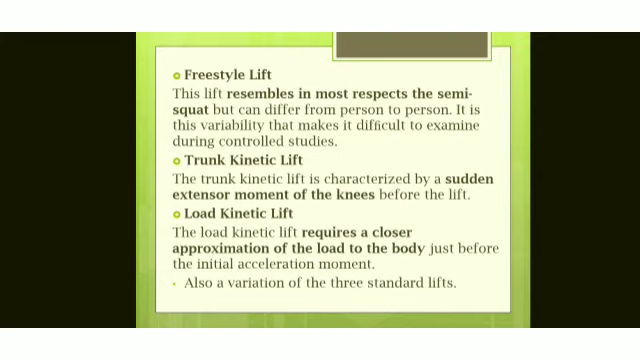 Freestyle Lift
This lift resembles in most respects the semi-
squat but can differ from person to person. It is
this variability that makes it difficult to examine
during controlled studies.
Trunk Kinetic Lift
The trunk kinetic lift is characterized by a sudden
extensor moment of the knees before the lift.
Load Kinetic Lift
The load kinetic lift requires a closer
approximation of the load to the body just before
the initial acceleration moment.
Also a variation of the three standard lifts.